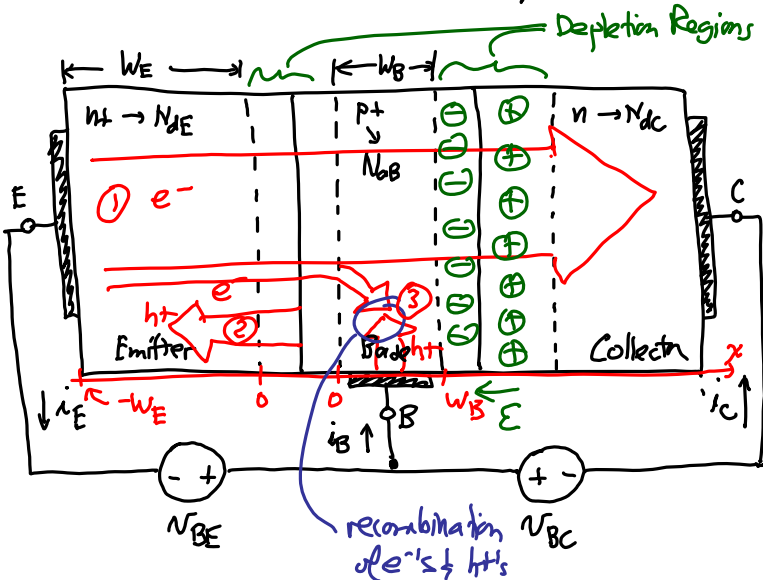 Depletion Regions
W_E
W_B
n+ → N_dE
p+
↓
N_aB
n → N_dC
① e⁻
E
C
e
③
h+
②
h+
Emitter
Base
Collector
x
i_E
-W_E
0
0
W_B
ε
i_C
i_B
B
- +
+ -
V_BE
V_BC
recombination
of e⁻'s & h+'s